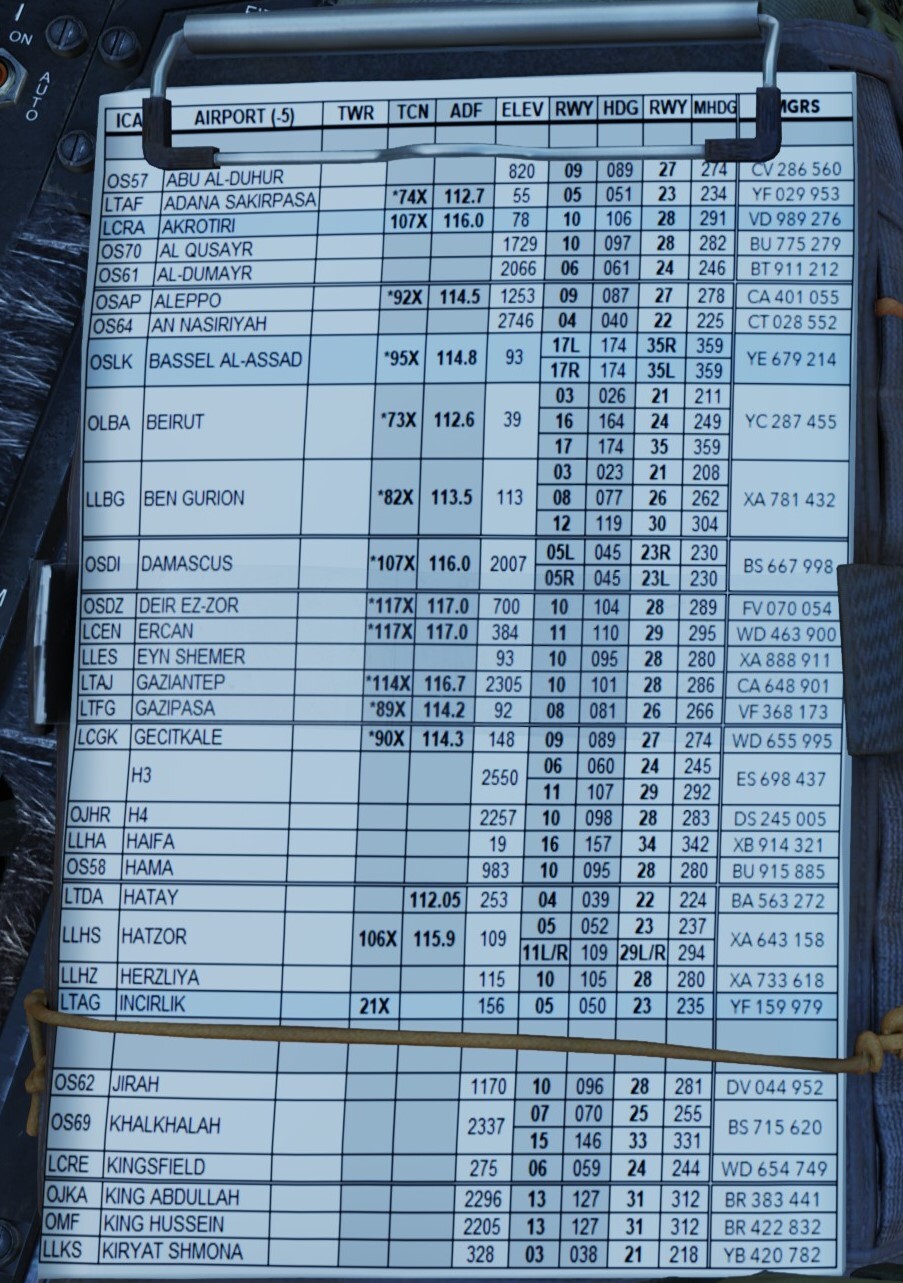 I
ON
AUTO
ICA AIRPORT (-5) TWR TCN ADF ELEV RWY HDG RWY MHDG MGRS
OS57 ABU AL-DUHUR 820 09 089 27 274 CV 286 560
LTAF ADANA SAKIRPASA *74X 112.7 55 05 051 23 234 YF 029 953
LCRA AKROTIRI 107X 116.0 78 10 106 28 291 VD 989 276
OS70 AL QUSAYR 1729 10 097 28 282 BU 775 279
OS61 AL-DUMAYR 2066 06 061 24 246 BT 911 212
OSAP ALEPPO *92X 114.5 1253 09 087 27 278 CA 401 055
OS64 AN NASIRIYAH 2746 04 040 22 225 CT 028 552
OSLK BASSEL AL-ASSAD *95X 114.8 93 17L 174 35R 359 YE 679 214
17R 174 35L 359
OLBA BEIRUT *73X 112.6 39 03 026 21 211 YC 287 455
16 164 24 249
17 174 35 359
LLBG BEN GURION *82X 113.5 113 03 023 21 208 XA 781 432
08 077 26 262
12 119 30 304
OSDI DAMASCUS *107X 116.0 2007 05L 045 23R 230 BS 667 998
05R 045 23L 230
OSDZ DEIR EZ-ZOR *117X 117.0 700 10 104 28 289 FV 070 054
LCEN ERCAN *117X 117.0 384 11 110 29 295 WD 463 900
LLES EYN SHEMER 93 10 095 28 280 XA 888 911
LTAJ GAZIANTEP *114X 116.7 2305 10 101 28 286 CA 648 901
LTFG GAZIPASA *89X 114.2 92 08 081 26 266 VF 368 173
LCGK GECITKALE *90X 114.3 148 09 089 27 274 WD 655 995
H3 2550 06 060 24 245 ES 698 437
11 107 29 292
OJHR H4 2257 10 098 28 283 DS 245 005
LLHA HAIFA 19 16 157 34 342 XB 914 321
OS58 HAMA 983 10 095 28 280 BU 915 885
LTDA HATAY 112.05 253 04 039 22 224 BA 563 272
LLHS HATZOR 106X 115.9 109 05 052 23 237 XA 643 158
11L/R 109 29L/R 294
LLHZ HERZLIYA 115 10 105 28 280 XA 733 618
LTAG INCIRLIK 21X 156 05 050 23 235 YF 159 979
OS62 JIRAH 1170 10 096 28 281 DV 044 952
OS69 KHALKHALAH 2337 07 070 25 255 BS 715 620
15 146 33 331
LCRE KINGSFIELD 275 06 059 24 244 WD 654 749
OJKA KING ABDULLAH 2296 13 127 31 312 BR 383 441
OMF KING HUSSEIN 2205 13 127 31 312 BR 422 832
LLKS KIRYAT SHMONA 328 03 038 21 218 YB 420 782